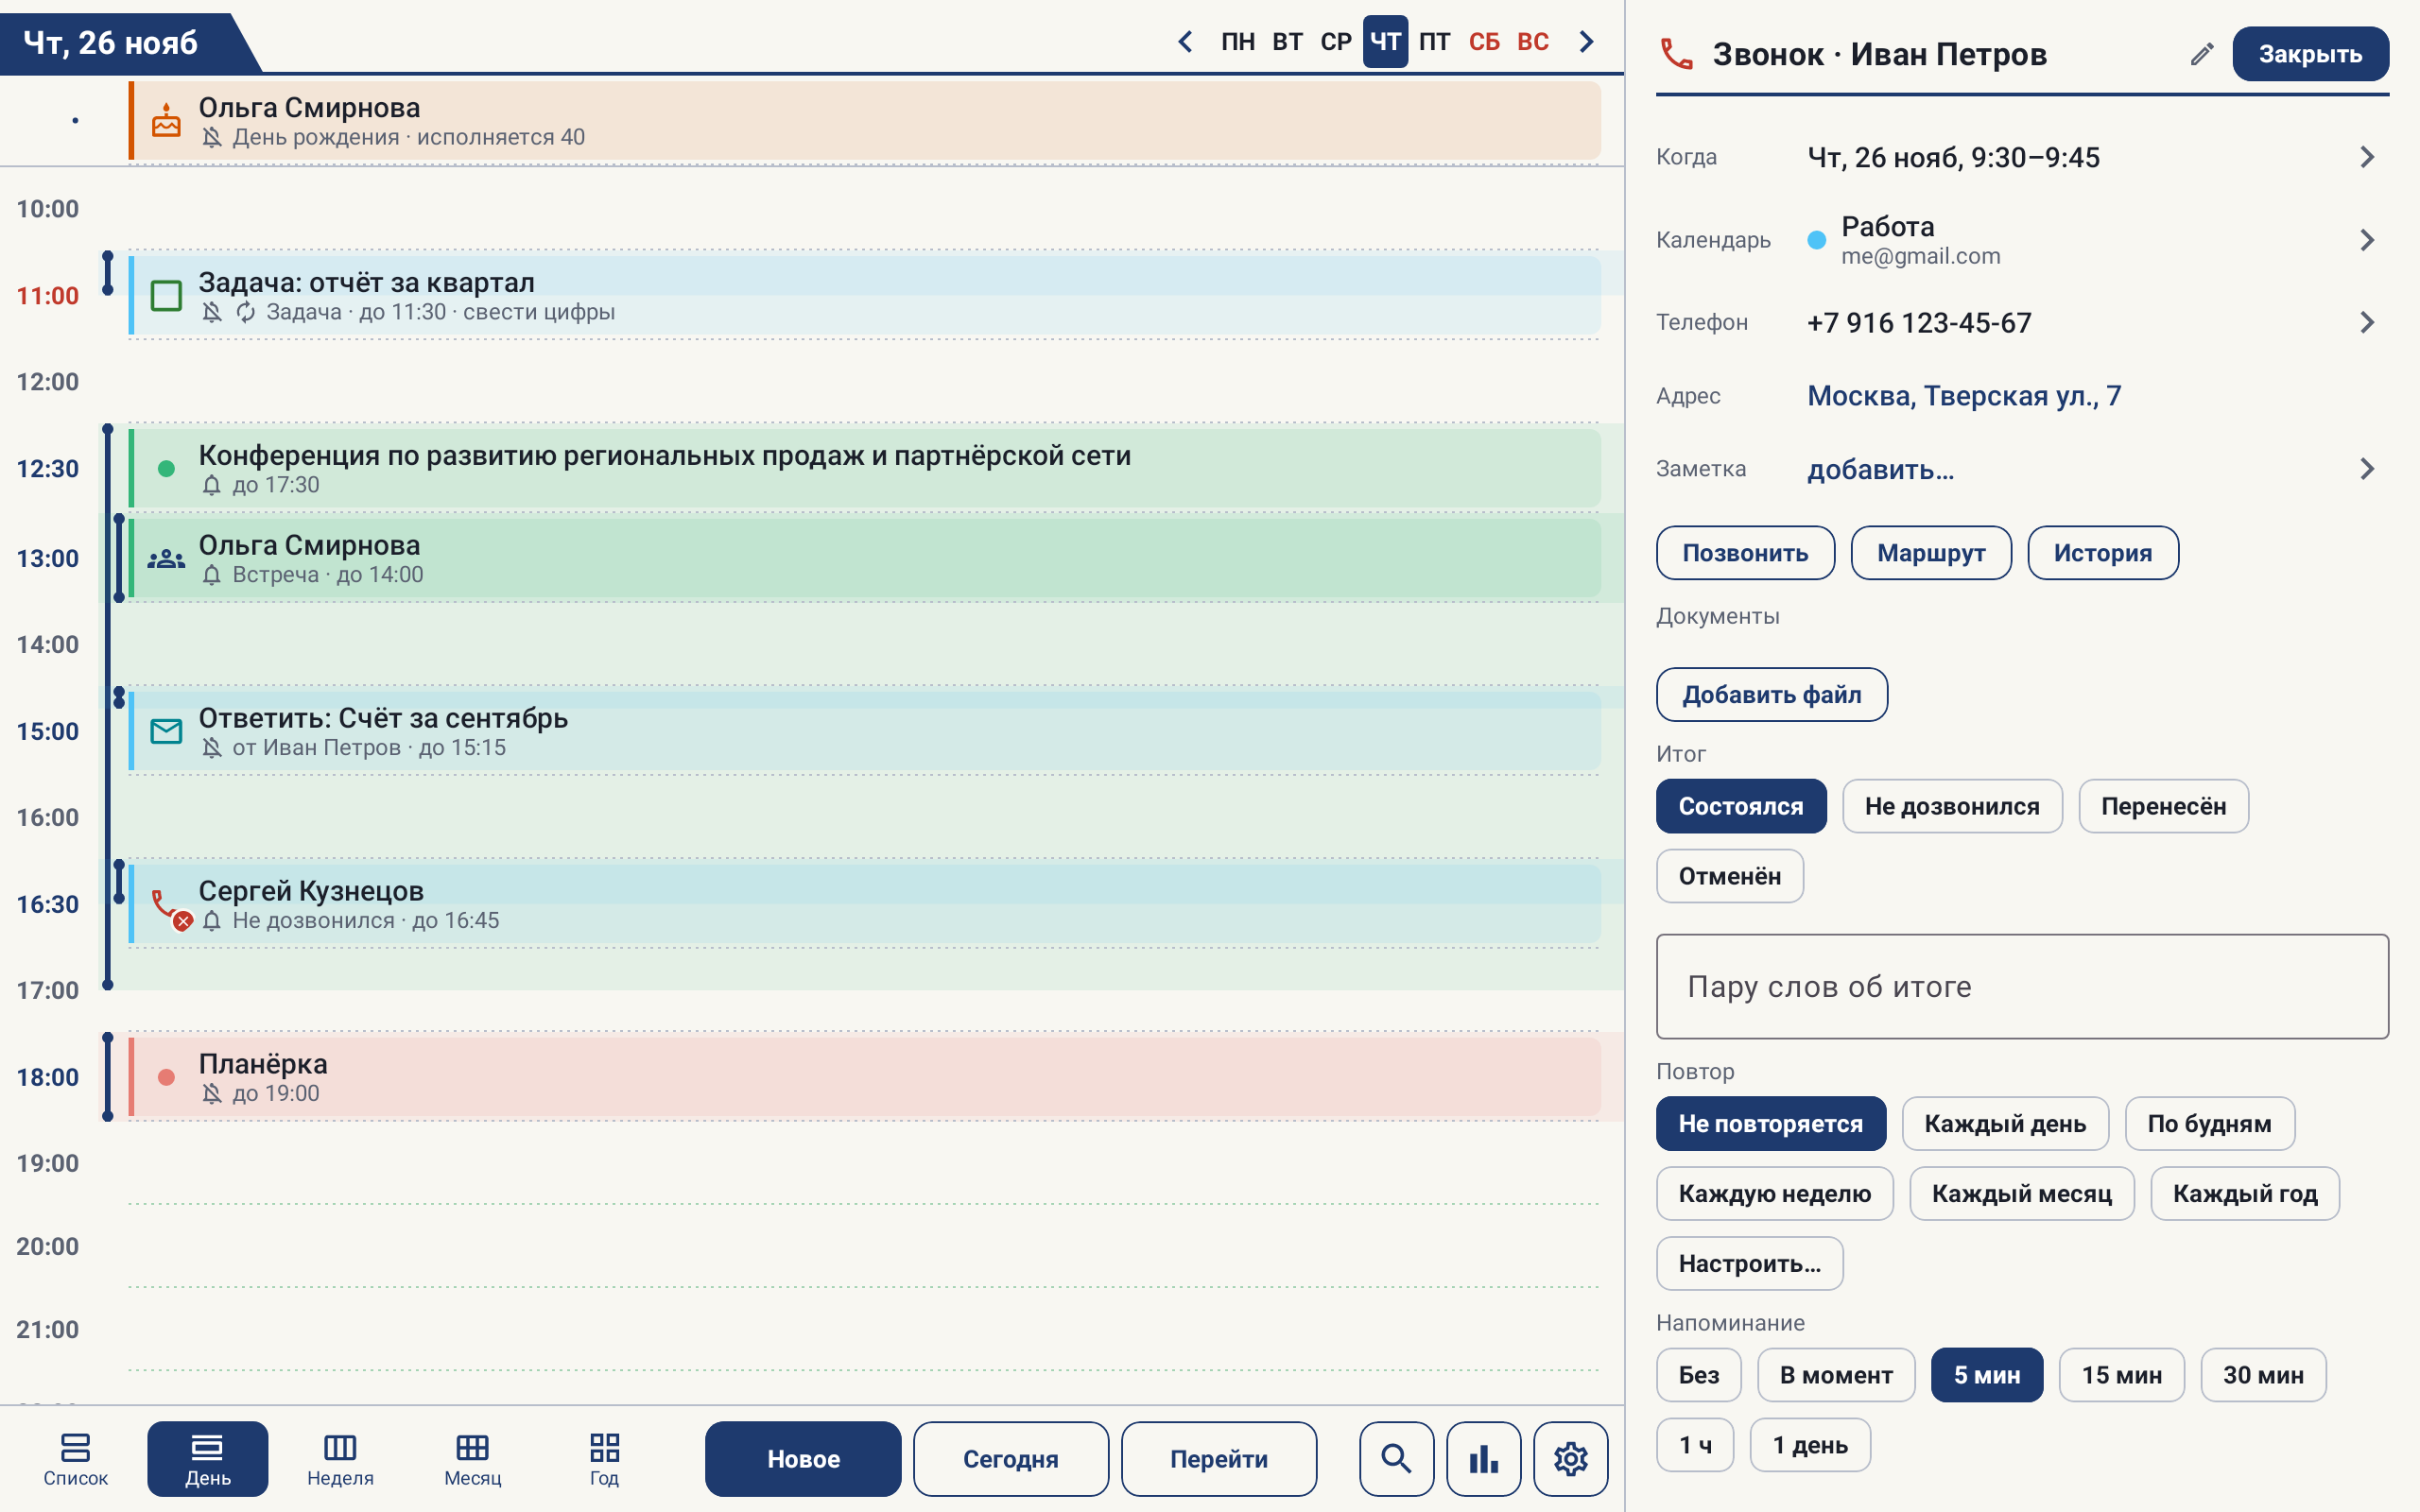 Чт, 26 нояб
ПН ВТ СР ЧТ ПТ СБ ВС
Ольга Смирнова
День рождения · исполняется 40
10:00
11:00
Задача: отчёт за квартал
Задача · до 11:30 · свести цифры
12:00
12:30
Конференция по развитию региональных продаж и партнёрской сети
до 17:30
13:00
Ольга Смирнова
Встреча · до 14:00
14:00
15:00
Ответить: Счёт за сентябрь
от Иван Петров · до 15:15
16:00
16:30
Сергей Кузнецов
Не дозвонился · до 16:45
17:00
18:00
Планёрка
до 19:00
19:00
20:00
21:00
Список
День
Неделя
Месяц
Год
Новое
Сегодня
Перейти
Звонок · Иван Петров
Закрыть
Когда
Чт, 26 нояб, 9:30–9:45
Календарь
Работа
me@gmail.com
Телефон
+7 916 123-45-67
Адрес
Москва, Тверская ул., 7
Заметка
добавить…
Позвонить
Маршрут
История
Документы
Добавить файл
Итог
Состоялся
Не дозвонился
Перенесён
Отменён
Пару слов об итоге
Повтор
Не повторяется
Каждый день
По будням
Каждую неделю
Каждый месяц
Каждый год
Настроить…
Напоминание
Без
В момент
5 мин
15 мин
30 мин
1 ч
1 день